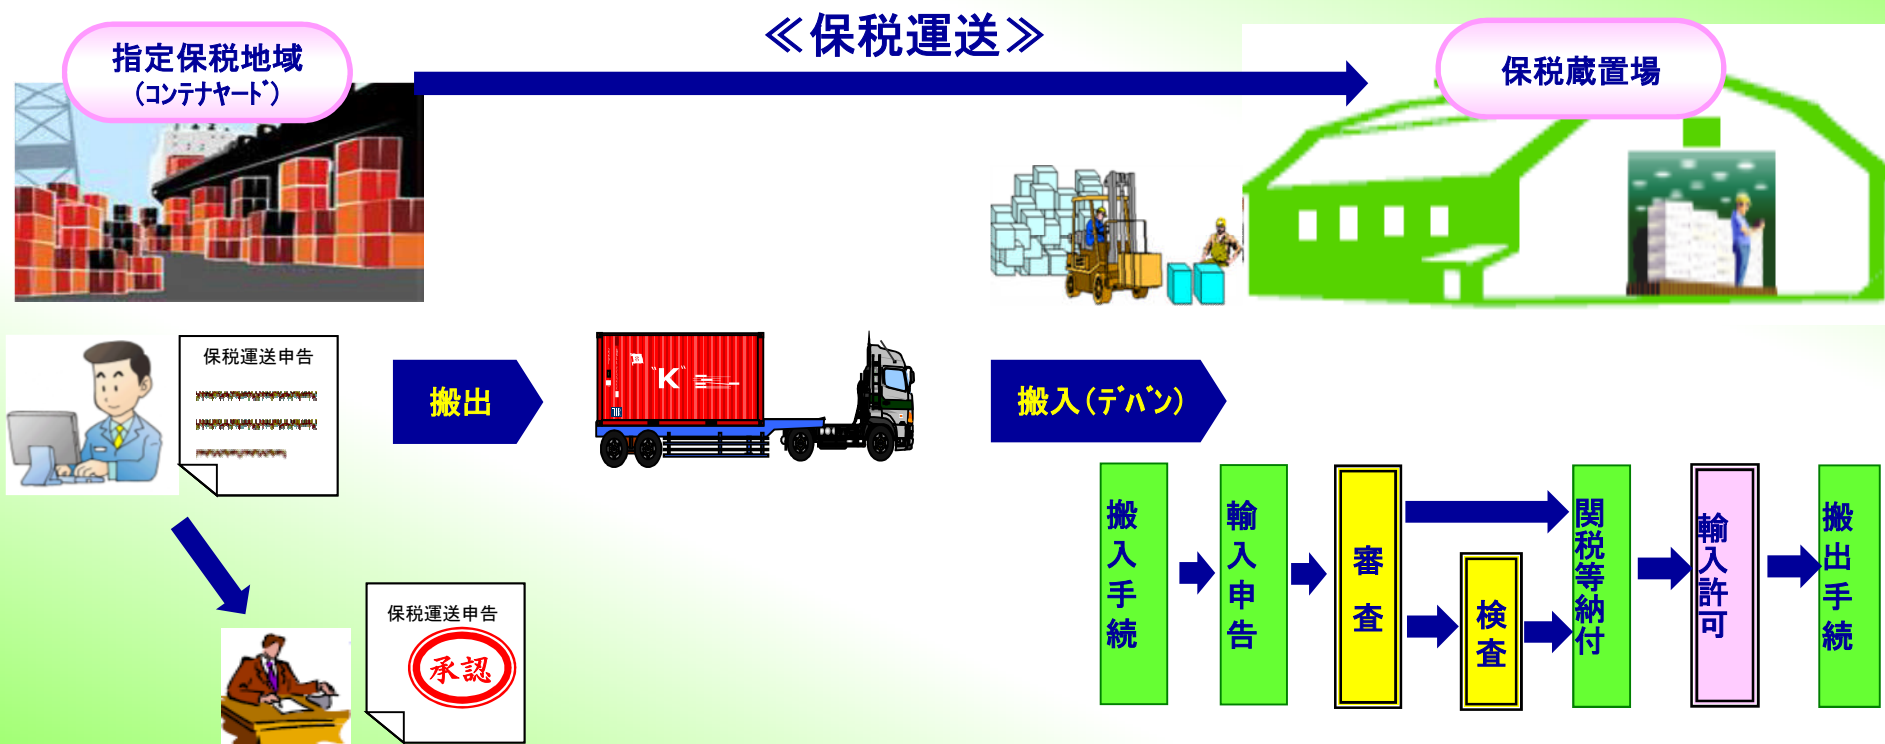 ≪保税運送≫
指定保税地域
(ｺﾝﾃﾅﾔｰﾄﾞ)
保税蔵置場
保税運送申告
搬出
"K"
搬入(ﾃﾞﾊﾞﾝ)
保税運送申告
承認
搬入手続
輸入申告
審査
検査
関税等納付
輸入許可
搬出手続